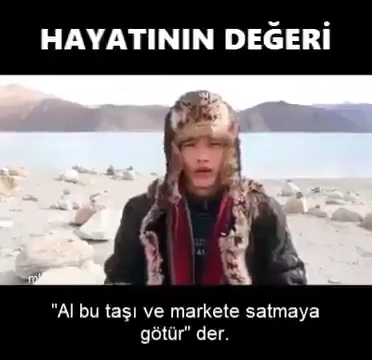 HAYATININ DEĞERİ
"Al bu taşı ve markete satmaya
götür" der.